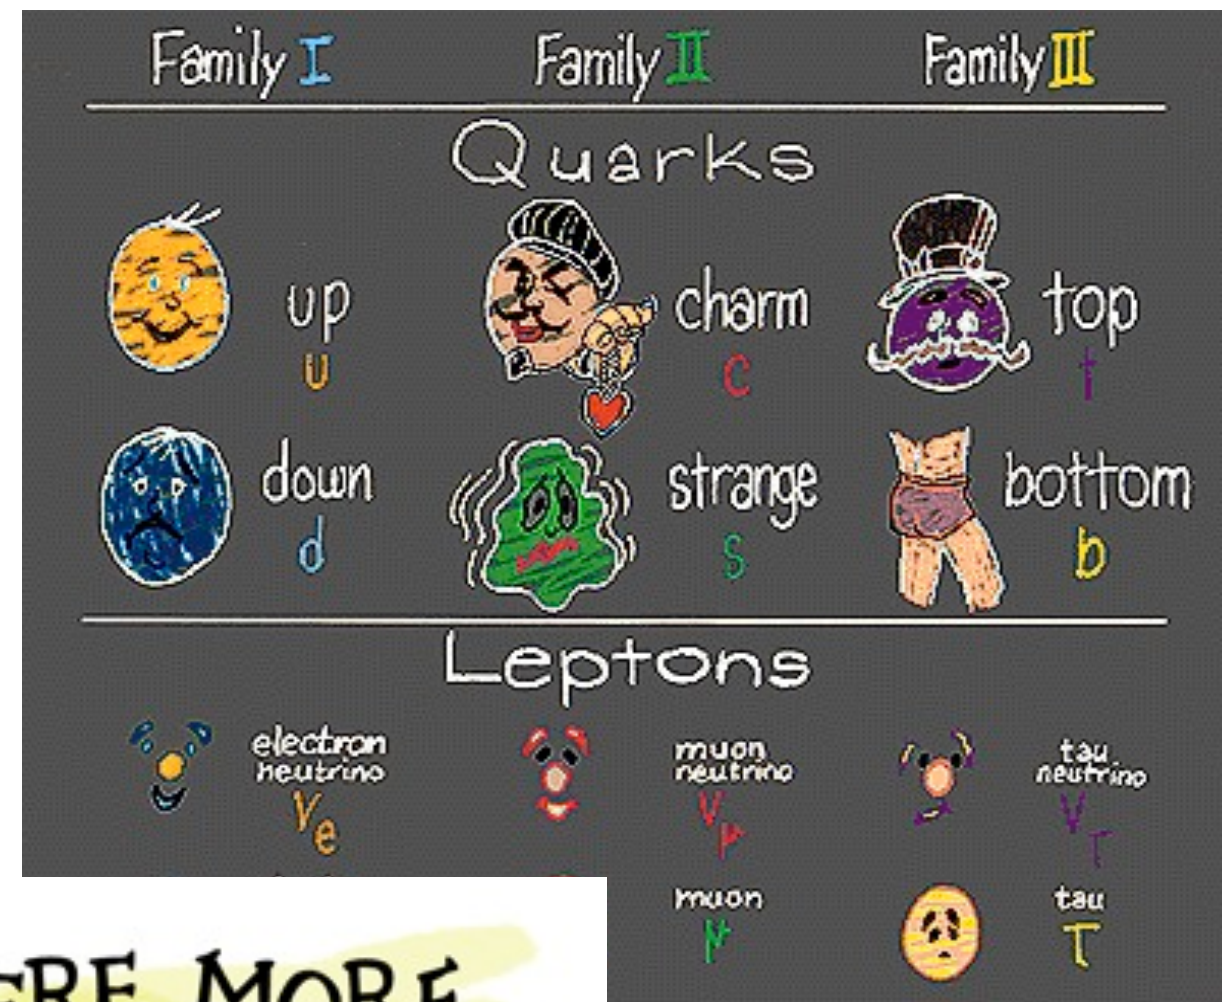 Family I Family II Family III
Quarks
up charm top
u c t
down strange bottom
d s b
Leptons
electron muon tau
neutrino neutrino neutrino
νe νμ ντ
muon tau
μ τ
MORE